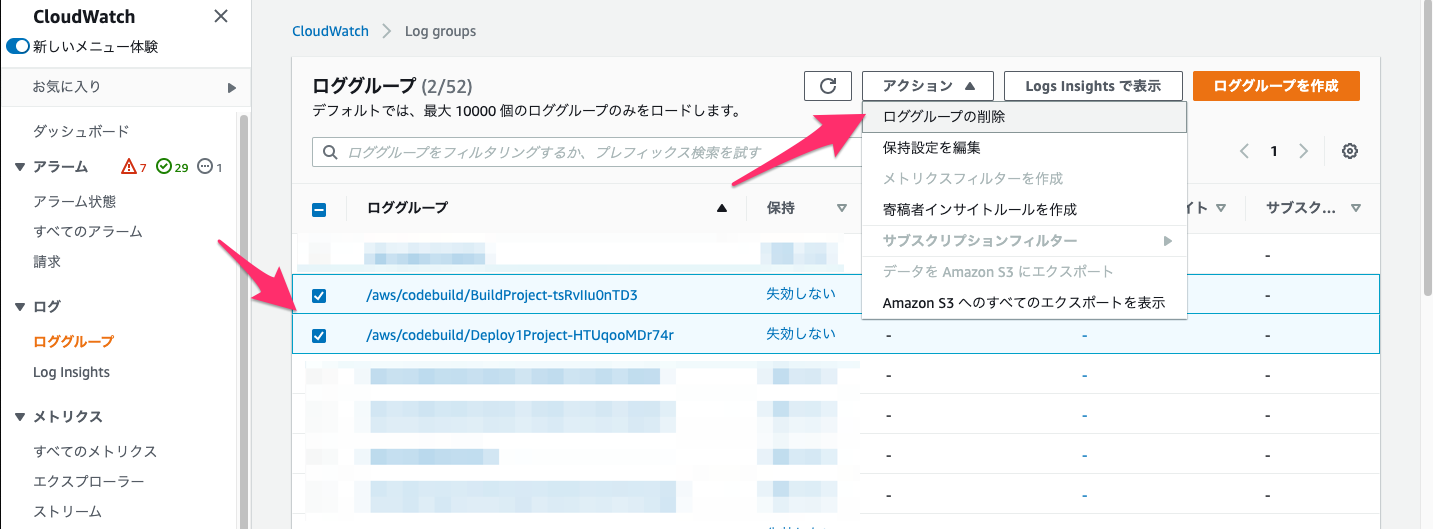 CloudWatch
新しいメニュー体験
お気に入り
ダッシュボード
アラーム 7 29 1
アラーム状態
すべてのアラーム
請求
ログ
ロググループ
Log Insights
メトリクス
すべてのメトリクス
エクスプローラー
ストリーム
CloudWatch Log groups
ロググループ (2/52)
デフォルトでは、最大 10000 個のロググループのみをロードします。
アクション Logs Insights で表示 ロググループを作成
ロググループをフィルタリングするか、プレフィックス検索を試す
1
ロググループの削除
保持設定を編集
メトリクスフィルターを作成
寄稿者インサイトルールを作成
サブスクリプションフィルター
データを Amazon S3 にエクスポート
Amazon S3 へのすべてのエクスポートを表示
ロググループ 保持 イト サブスク...
-
/aws/codebuild/BuildProject-tsRvIIu0nTD3 失効しない -
/aws/codebuild/Deploy1Project-HTUqooMDr74r 失効しない - - -
- - -
- - -
- - -
- - -